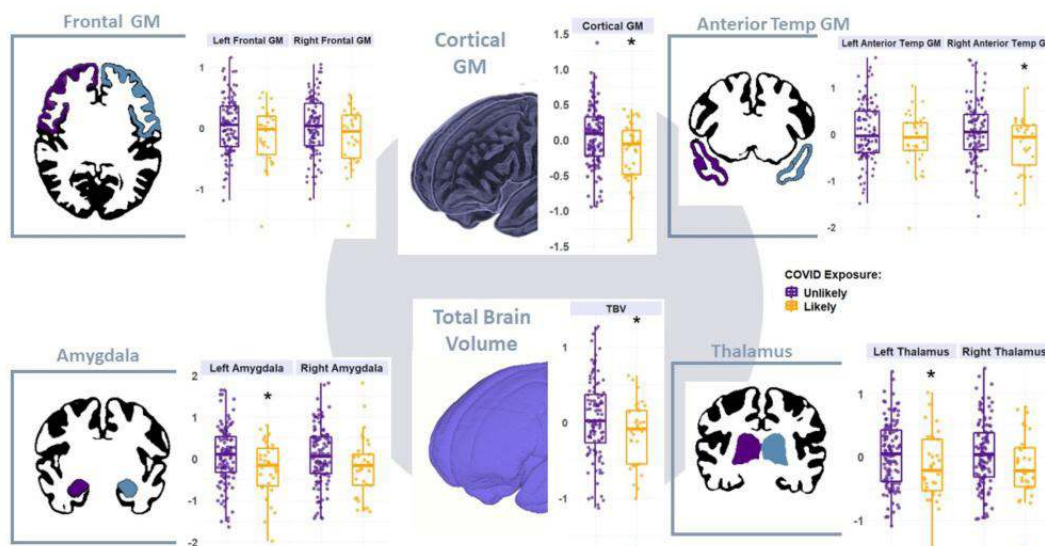 Frontal GM
Left Frontal GM Right Frontal GM
1
0
-1
Cortical
GM
Cortical GM
*
1.5
1.0
0.5
0.0
-0.5
-1.0
-1.5
Anterior Temp GM
Left Anterior Temp GM Right Anterior Temp G
*
1
0
-1
-2
COVID Exposure:
Unlikely
Likely
Amygdala
Left Amygdala Right Amygdala
*
2
1
0
-1
-2
Total Brain
Volume
TBV
*
1
0
-1
Thalamus
Left Thalamus Right Thalamus
*
1
0
-1